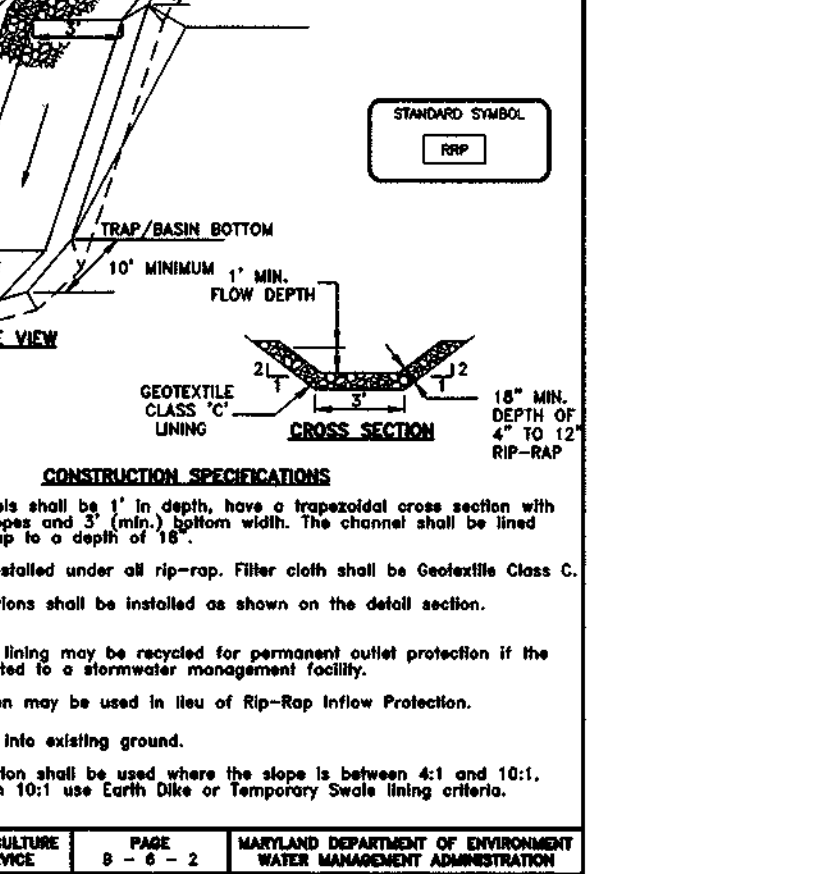 3'
STANDARD SYMBOL
RRP
TRAP/BASIN BOTTOM
10' MINIMUM
1' MIN.
FLOW DEPTH
VIEW
2
1
2
1
3'
GEOTEXTILE
CLASS 'C'
LINING
CROSS SECTION
18" MIN.
DEPTH OF
4" TO 12"
RIP-RAP
CONSTRUCTION SPECIFICATIONS
shall be 1' in depth, have a trapezoidal cross section with
and 3' (min.) bottom width. The channel shall be lined
to a depth of 18".
under all rip-rap. Filter cloth shall be Geotextile Class C.
shall be installed as shown on the detail section.
lining may be recycled for permanent outlet protection if the
to a stormwater management facility.
may be used in lieu of Rip-Rap Inflow Protection.
into existing ground.
shall be used where the slope is between 4:1 and 10:1,
10:1 use Earth Dike or Temporary Swale lining criteria.
PAGE
B - 6 - 2
MARYLAND DEPARTMENT OF ENVIRONMENT
WATER MANAGEMENT ADMINISTRATION